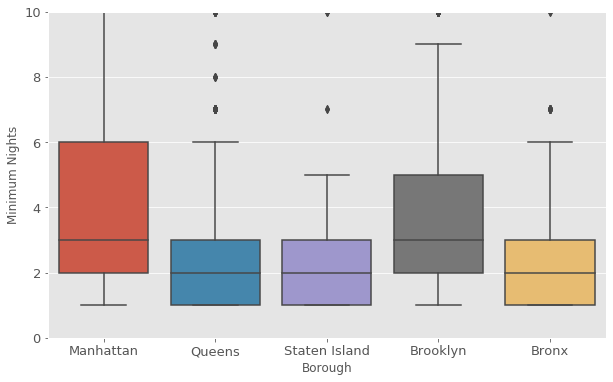 10
8
6
4
2
0
Minimum Nights
Manhattan Queens Staten Island Brooklyn Bronx
Borough